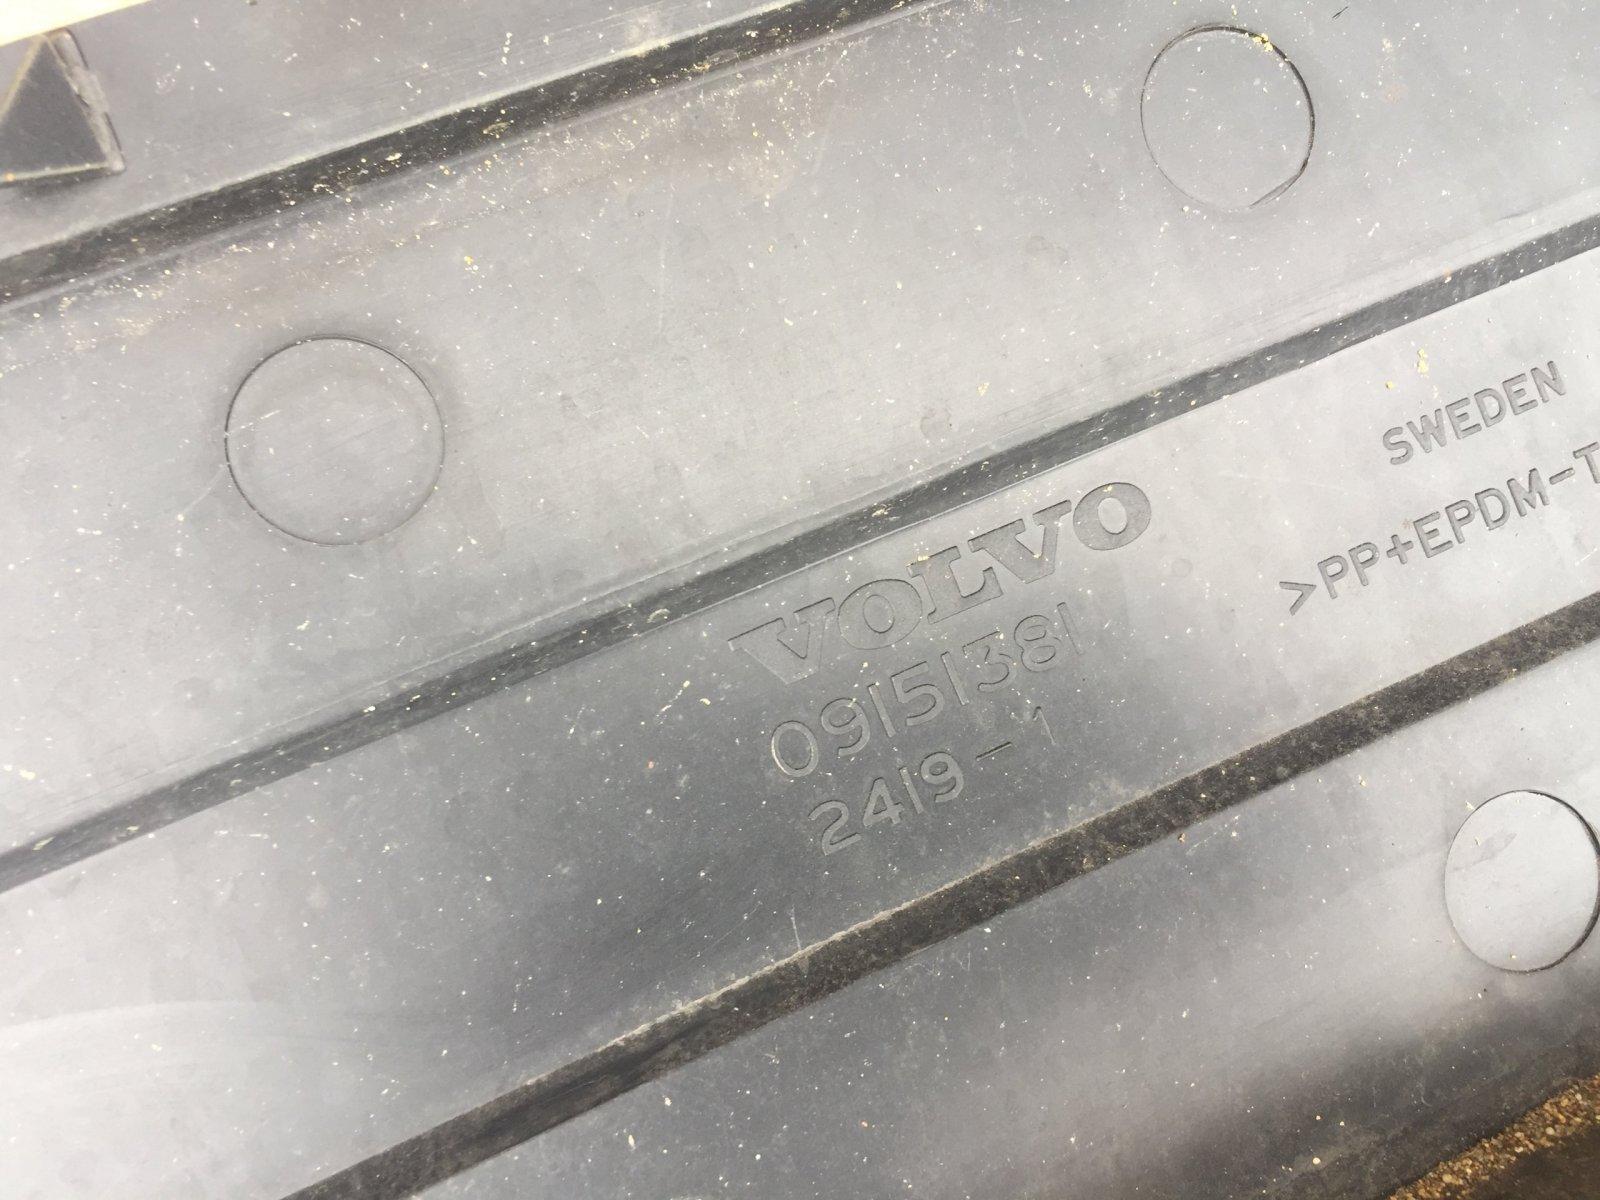 SWEDEN
>PP+EPDM-T
VOLVO
09151381
2419-1